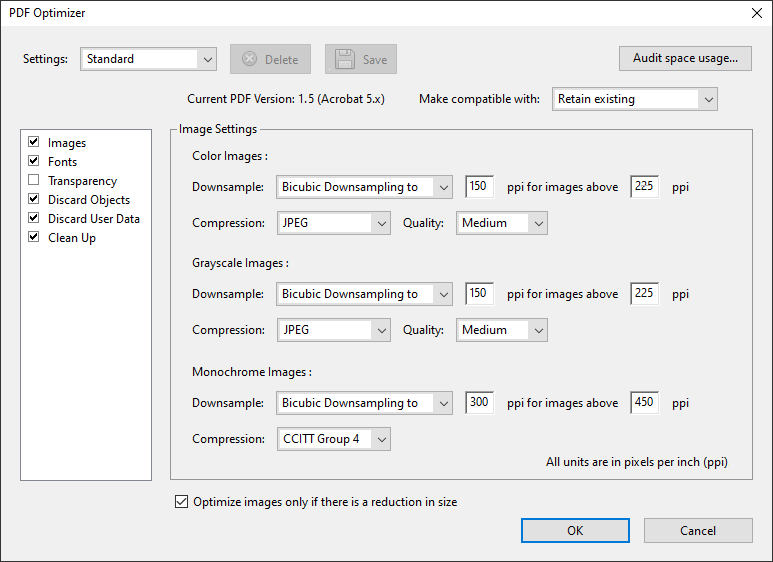 PDF Optimizer
Settings: Standard Delete Save Audit space usage...
Current PDF Version: 1.5 (Acrobat 5.x) Make compatible with: Retain existing
Images
Fonts
Transparency
Discard Objects
Discard User Data
Clean Up
Image Settings
Color Images :
Downsample: Bicubic Downsampling to 150 ppi for images above 225 ppi
Compression: JPEG Quality: Medium
Grayscale Images :
Downsample: Bicubic Downsampling to 150 ppi for images above 225 ppi
Compression: JPEG Quality: Medium
Monochrome Images :
Downsample: Bicubic Downsampling to 300 ppi for images above 450 ppi
Compression: CCITT Group 4
All units are in pixels per inch (ppi)
Optimize images only if there is a reduction in size
OK Cancel